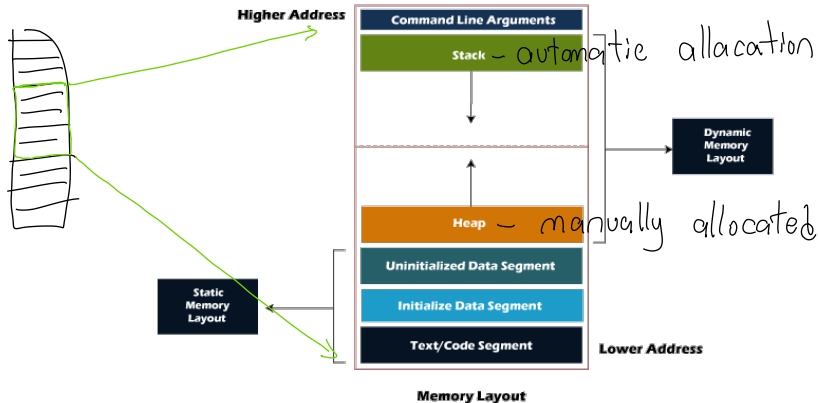 Higher Address
Command Line Arguments
Stack - automatic allacation
Dynamic
Memory
Layout
Heap - manually allocated
Uninitialized Data Segment
Static
Memory
Layout
Initialize Data Segment
Text/Code Segment
Lower Address
Memory Layout